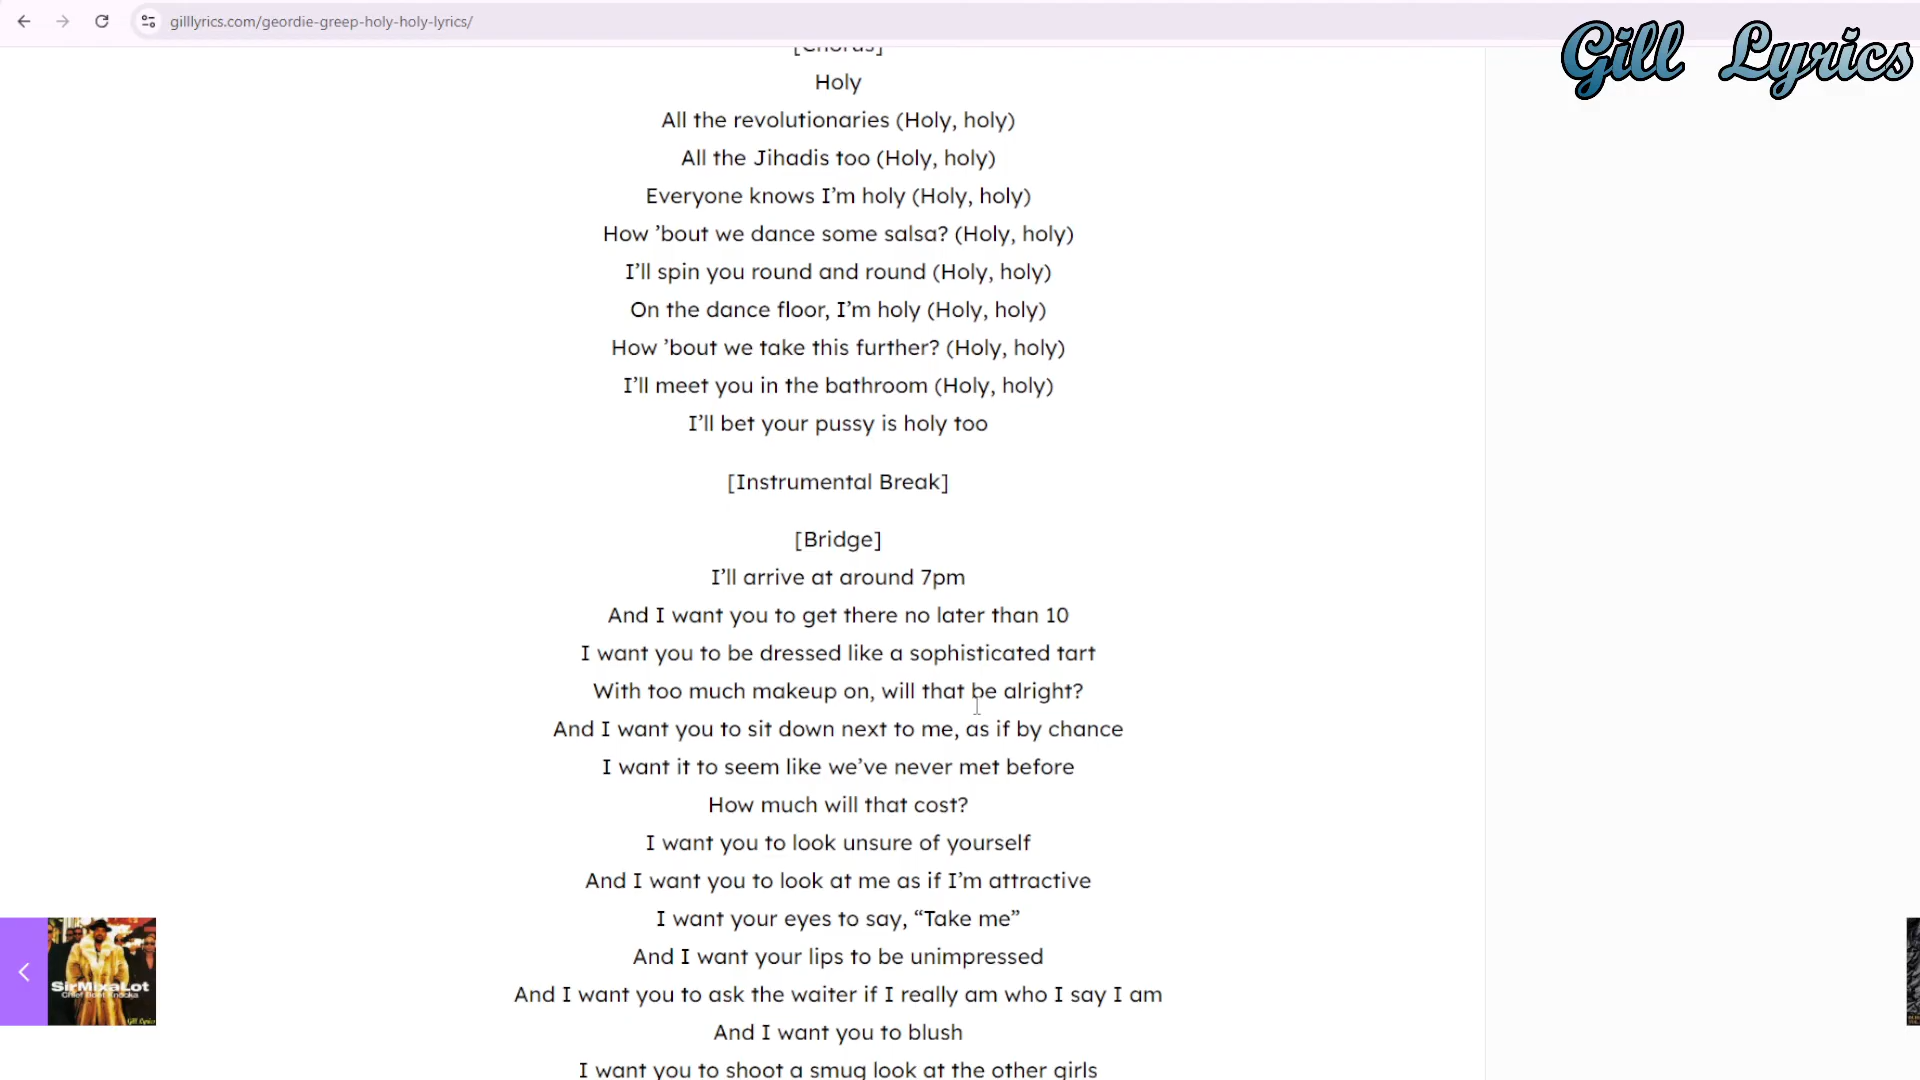 gilllyrics.com/geordie-greep-holy-holy-lyrics/
Gill Lyrics
[Chorus]
Holy
All the revolutionaries (Holy, holy)
All the Jihadis too (Holy, holy)
Everyone knows I’m holy (Holy, holy)
How ’bout we dance some salsa? (Holy, holy)
I’ll spin you round and round (Holy, holy)
On the dance floor, I’m holy (Holy, holy)
How ’bout we take this further? (Holy, holy)
I’ll meet you in the bathroom (Holy, holy)
I’ll bet your pussy is holy too
[Instrumental Break]
[Bridge]
I’ll arrive at around 7pm
And I want you to get there no later than 10
I want you to be dressed like a sophisticated tart
With too much makeup on, will that be alright?
And I want you to sit down next to me, as if by chance
I want it to seem like we’ve never met before
How much will that cost?
I want you to look unsure of yourself
And I want you to look at me as if I’m attractive
I want your eyes to say, “Take me”
And I want your lips to be unimpressed
And I want you to ask the waiter if I really am who I say I am
And I want you to blush
I want you to shoot a smug look at the other girls
SirMixaLot
Chief Boot Knocka
Gill Lyrics